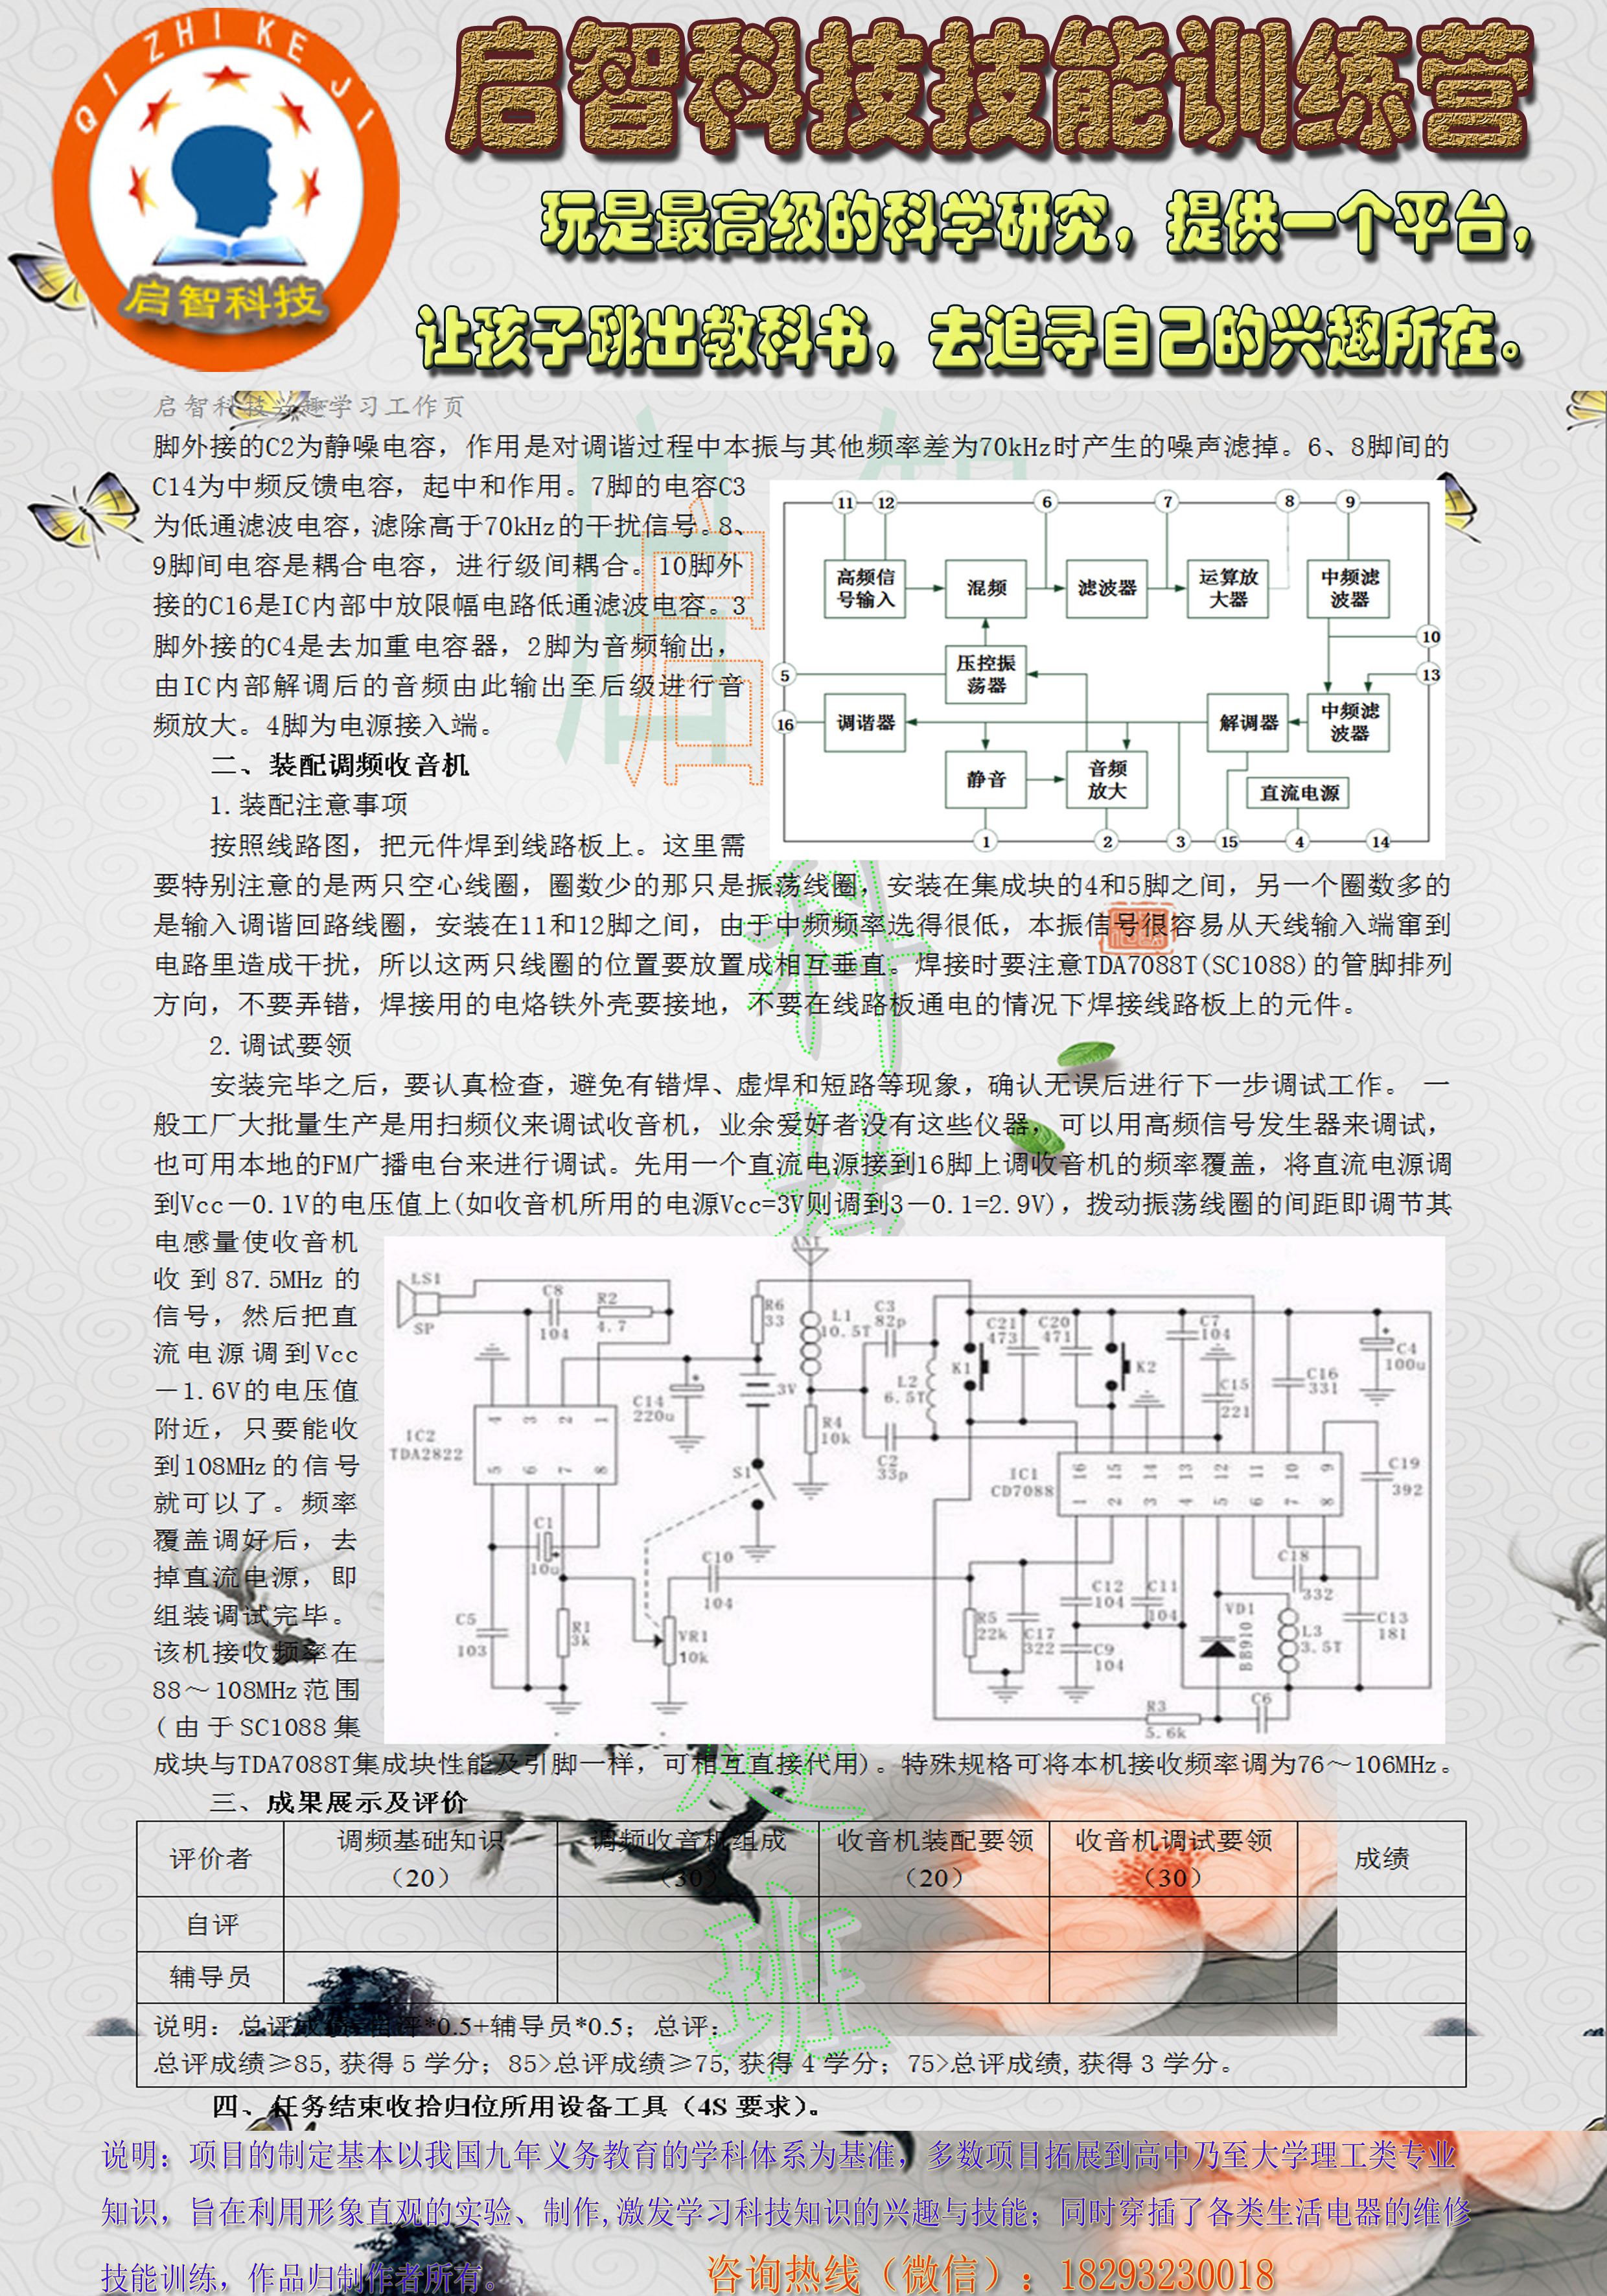 QI ZHI KE JI
启智科技
启智科技技能训练营
玩是最高级的科学研究，提供一个平台，
让孩子跳出教科书，去追寻自己的兴趣所在。
启智科技兴趣学习工作页
脚外接的C2为静噪电容，作用是对调谐过程中本振与其他频率差为70kHz时产生的噪声滤掉。6、8脚间的
C14为中频反馈电容，起中和作用。7脚的电容C3
为低通滤波电容，滤除高于70kHz的干扰信号。8、
9脚间电容是耦合电容，进行级间耦合。10脚外
接的C16是IC内部中放限幅电路低通滤波电容。3
脚外接的C4是去加重电容器，2脚为音频输出，
由IC内部解调后的音频由此输出至后级进行音
频放大。4脚为电源接入端。
11 12 6 7 8 9
高频信号输入 混频 滤波器 运算放大器 中频滤波器
10
5 压控振荡器 13
16 调谐器 解调器 中频滤波器
静音 音频放大 直流电源
1 2 3 15 4 14
二、装配调频收音机
1.装配注意事项
按照线路图，把元件焊到线路板上。这里需
要特别注意的是两只空心线圈，圈数少的那只是振荡线圈，安装在集成块的4和5脚之间，另一个圈数多的
是输入调谐回路线圈，安装在11和12脚之间，由于中频频率选得很低，本振信号很容易从天线输入端窜到
电路里造成干扰，所以这两只线圈的位置要放置成相互垂直。焊接时要注意TDA7088T(SC1088)的管脚排列
方向，不要弄错，焊接用的电烙铁外壳要接地，不要在线路板通电的情况下焊接线路板上的元件。
2.调试要领
安装完毕之后，要认真检查，避免有错焊、虚焊和短路等现象，确认无误后进行下一步调试工作。 一
般工厂大批量生产是用扫频仪来调试收音机，业余爱好者没有这些仪器，可以用高频信号发生器来调试，
也可用本地的FM广播电台来进行调试。先用一个直流电源接到16脚上调收音机的频率覆盖，将直流电源调
到Vcc－0.1V的电压值上(如收音机所用的电源Vcc=3V则调到3－0.1=2.9V)，拨动振荡线圈的间距即调节其
电感量使收音机
收到87.5MHz的
信号，然后把直
流电源调到Vcc
－1.6V的电压值
附近，只要能收
到108MHz的信号
就可以了。频率
覆盖调好后，去
掉直流电源，即
组装调试完毕。
该机接收频率在
88～108MHz范围
(由于SC1088集
ANT
LS1 SP C8 104 R2 4.7
R6 33 L1 10.5T C3 82p C21 473 C20 471 C7 104 C4 100u
K1 K2 L2 6.5T C15 221 C16 331
C14 220u 3V R4 10k C2 33p
IC2 TDA2822 4 3 2 1 5 6 7 8
S1 IC1 CD7088 16 15 14 13 12 11 10 9 C19 392
1 2 3 4 5 6 7 8
C1 10u C10 104 C18 332
C5 103 R1 3k VR1 10k R5 22k C17 322 C12 104 C11 104 C9 104 VD1 BB910 L3 3.5T C13 181
R3 5.6k C6
成块与TDA7088T集成块性能及引脚一样，可相互直接代用)。特殊规格可将本机接收频率调为76～106MHz。
三、成果展示及评价
评价者 调频基础知识（20） 调频收音机组成（30） 收音机装配要领（20） 收音机调试要领（30） 成绩
自评
辅导员
说明：总评成绩=自评*0.5+辅导员*0.5；总评：
总评成绩≥85,获得 5 学分；85>总评成绩≥75,获得 4 学分；75>总评成绩,获得 3 学分。
四、任务结束收拾归位所用设备工具（4S 要求）。
说明：项目的制定基本以我国九年义务教育的学科体系为基准，多数项目拓展到高中乃至大学理工类专业
知识，旨在利用形象直观的实验、制作,激发学习科技知识的兴趣与技能；同时穿插了各类生活电器的维修
技能训练，作品归制作者所有。
咨询热线（微信）：18293230018